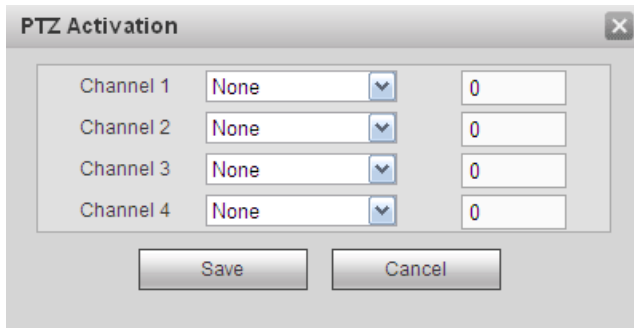 PTZ Activation
Channel 1 None 0
Channel 2 None 0
Channel 3 None 0
Channel 4 None 0
Save Cancel